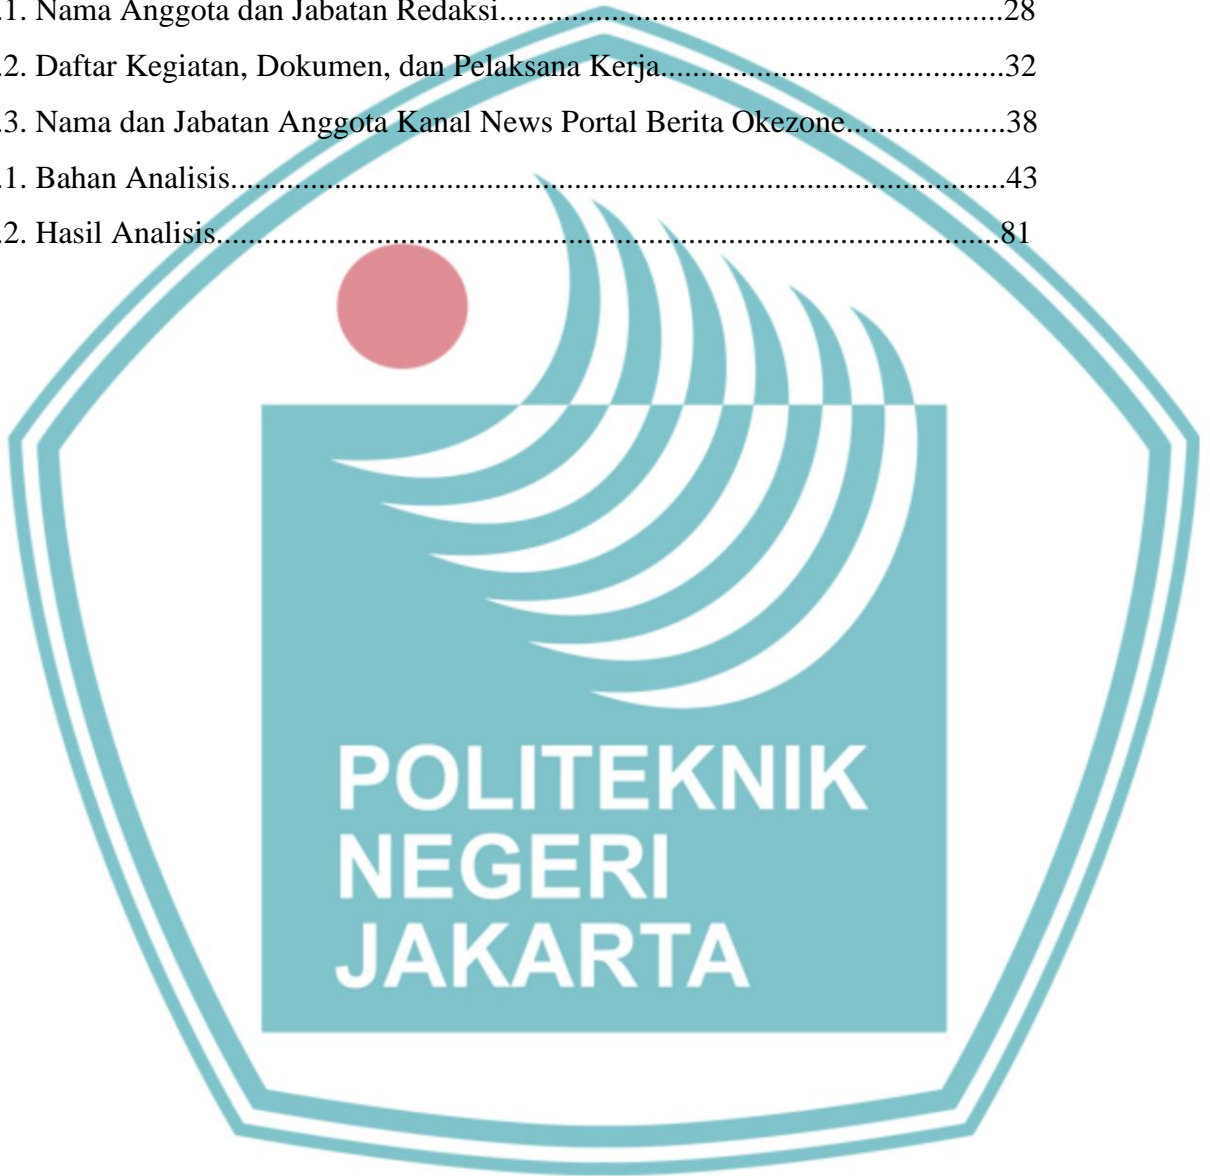 .1. Nama Anggota dan Jabatan Redaksi..............................................................28
.2. Daftar Kegiatan, Dokumen, dan Pelaksana Kerja..........................................32
.3. Nama dan Jabatan Anggota Kanal News Portal Berita Okezone...................38
.1. Bahan Analisis...............................................................................................43
.2. Hasil Analisis................................................................................................81
POLITEKNIK
NEGERI
JAKARTA